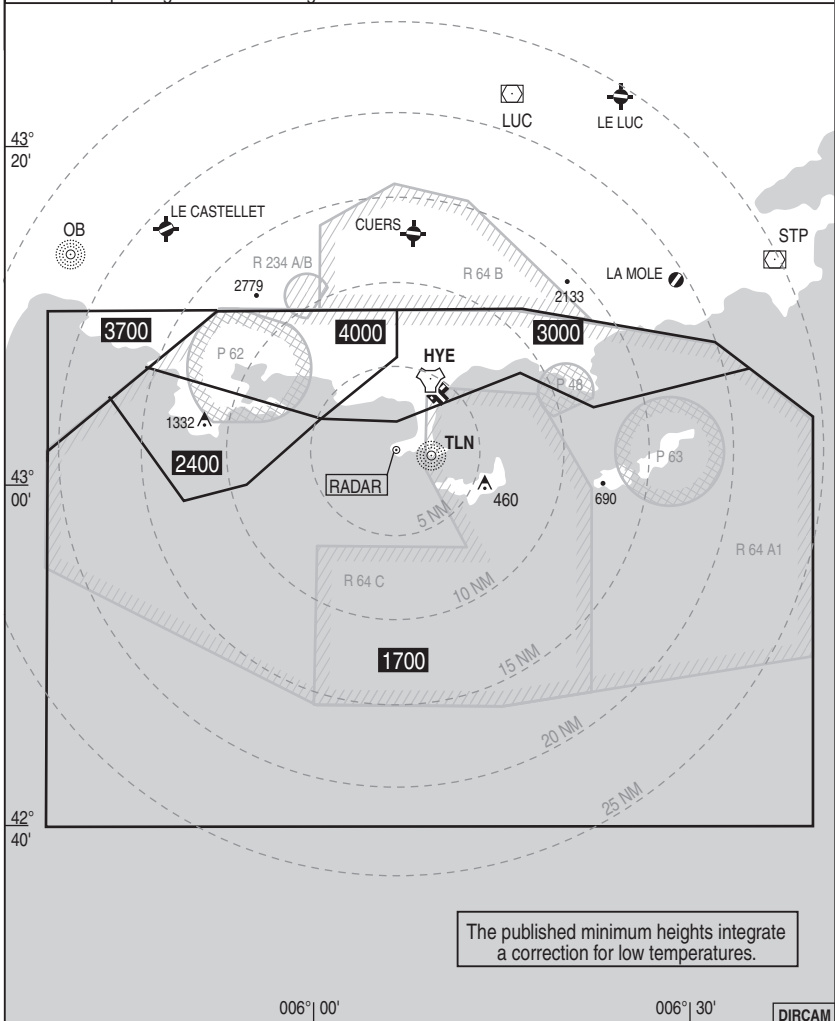 43°
20'
LUC
LE LUC
OB
LE CASTELLET
CUERS
STP
R 234 A/B
R 64 B
LA MOLE
2779
2133
3700
4000
3000
P 62
HYE
P 48
1332
TLN
P 63
2400
43°
00'
RADAR
460
690
5 NM
R 64 A1
R 64 C
10 NM
1700
15 NM
20 NM
25 NM
42°
40'
The published minimum heights integrate
a correction for low temperatures.
006° 00'
006° 30'
DIRCAM